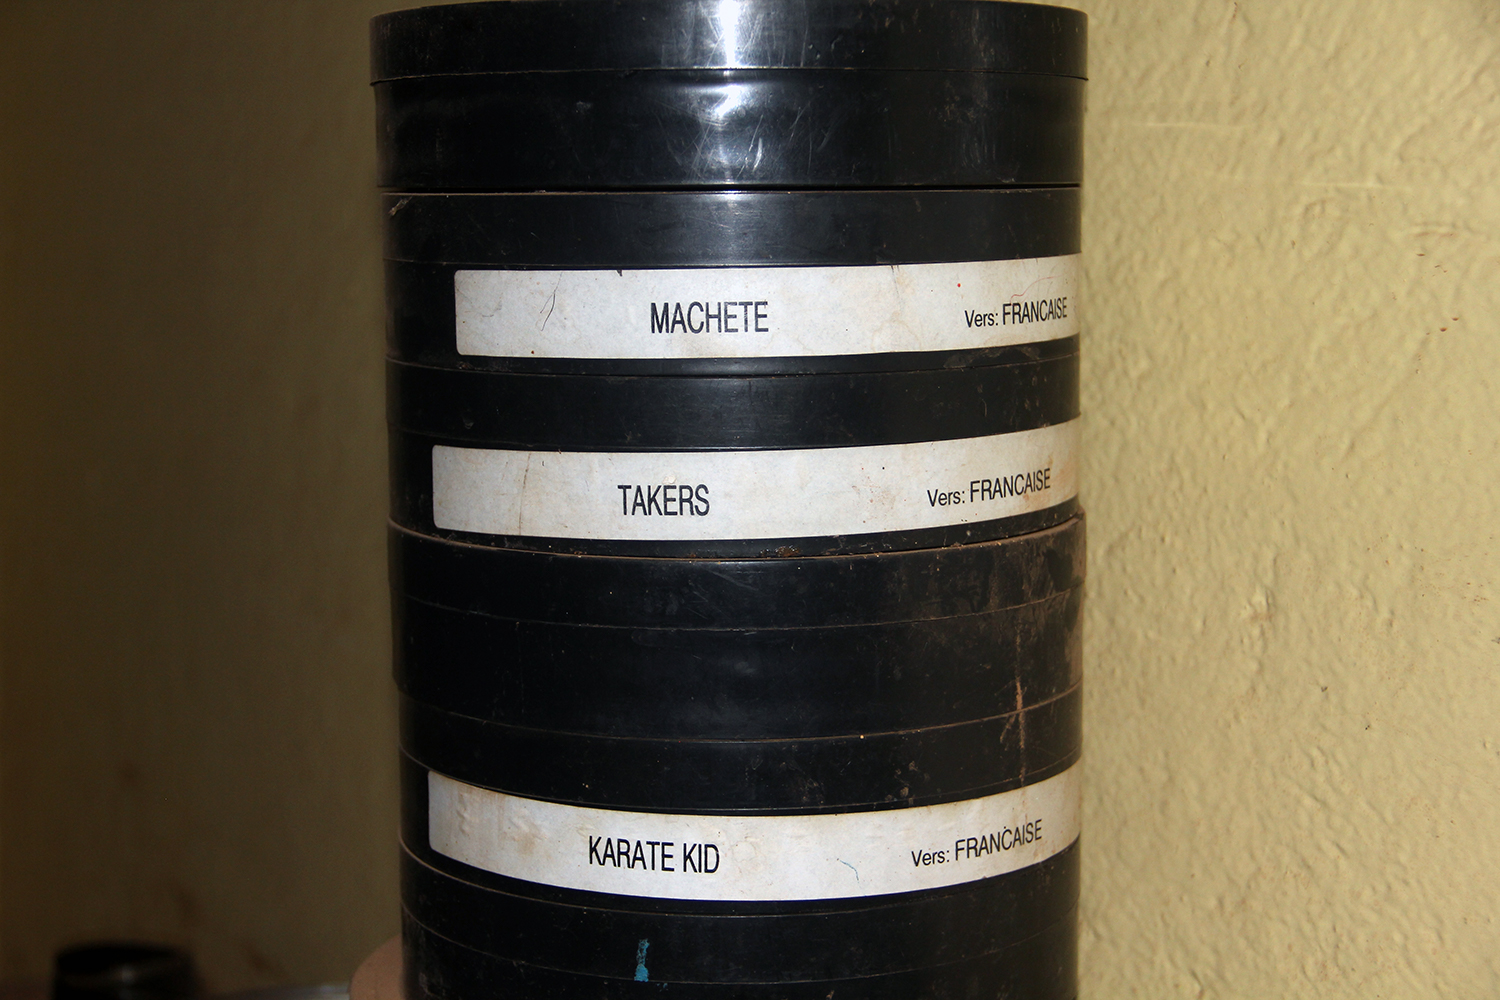 MACHETE Vers: FRANCAISE
TAKERS Vers: FRANCAISE
KARATE KID Vers: FRANCAISE